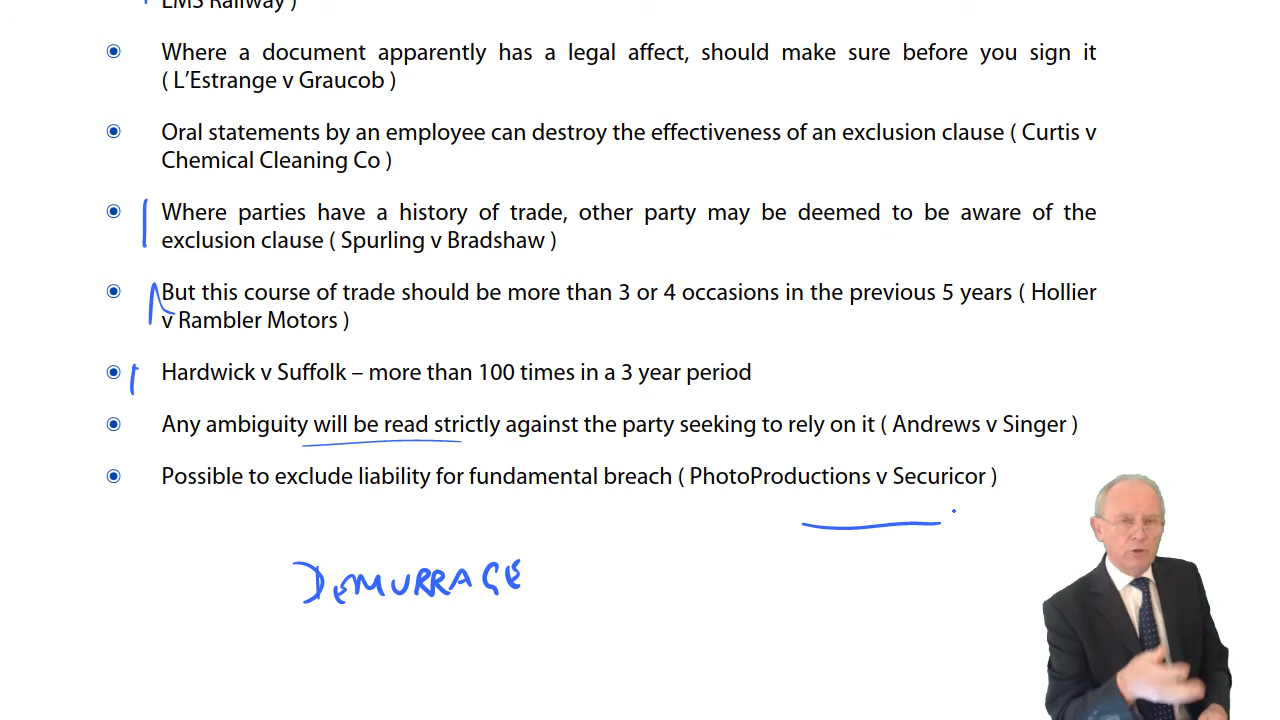 LMS Railway )
Where a document apparently has a legal affect, should make sure before you sign it
( L’Estrange v Graucob )
Oral statements by an employee can destroy the effectiveness of an exclusion clause ( Curtis v
Chemical Cleaning Co )
Where parties have a history of trade, other party may be deemed to be aware of the
exclusion clause ( Spurling v Bradshaw )
But this course of trade should be more than 3 or 4 occasions in the previous 5 years ( Hollier
v Rambler Motors )
Hardwick v Suffolk – more than 100 times in a 3 year period
Any ambiguity will be read strictly against the party seeking to rely on it ( Andrews v Singer )
Possible to exclude liability for fundamental breach ( PhotoProductions v Securicor )
DEMURRAGE